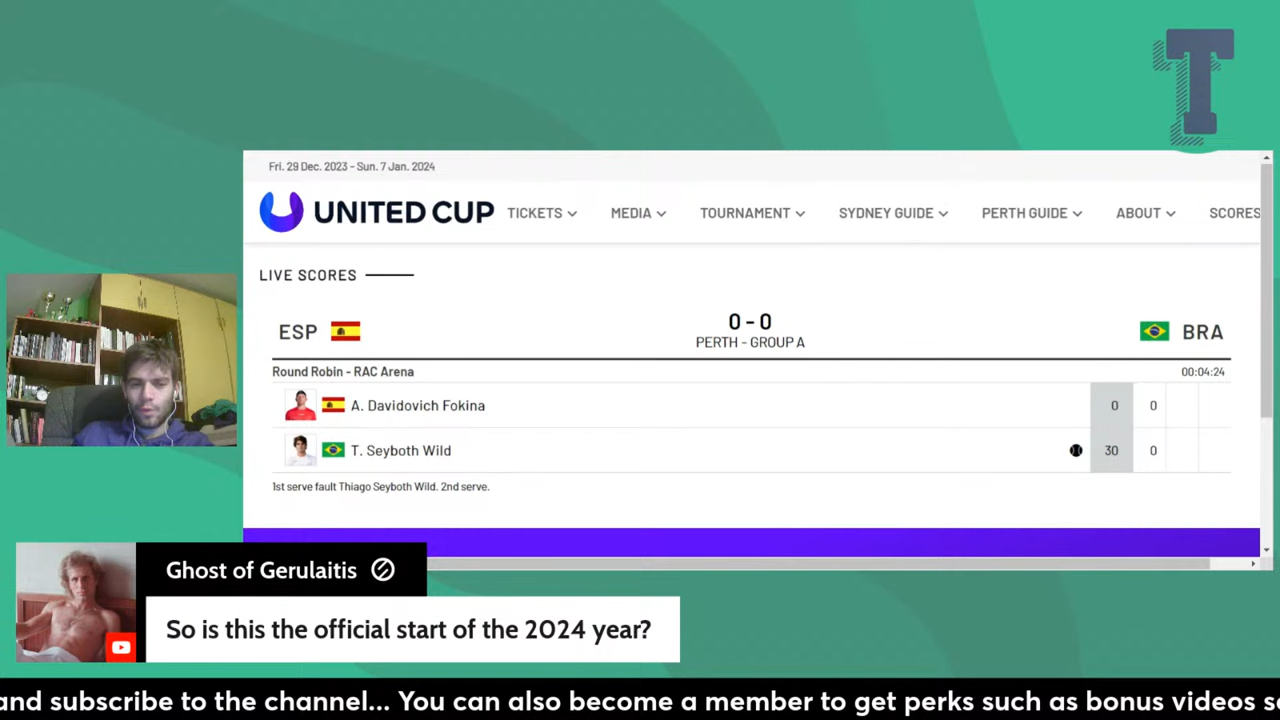 T
Fri. 29 Dec. 2023 - Sun. 7 Jan. 2024
UNITED CUP TICKETS MEDIA TOURNAMENT SYDNEY GUIDE PERTH GUIDE ABOUT SCORES
LIVE SCORES
ESP 0 - 0 BRA
PERTH - GROUP A
Round Robin - RAC Arena 00:04:24
A. Davidovich Fokina 0 0
T. Seyboth Wild 30 0
1st serve fault Thiago Seyboth Wild. 2nd serve.
Ghost of Gerulaitis
So is this the official start of the 2024 year?
and subscribe to the channel... You can also become a member to get perks such as bonus videos s